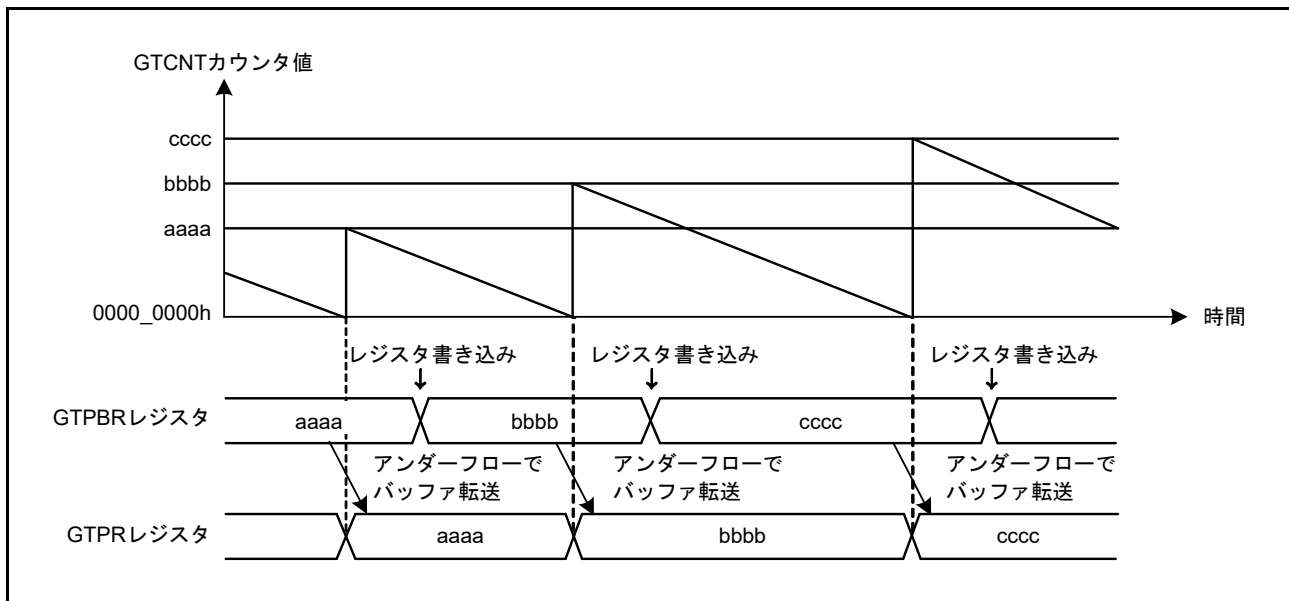 GTCNTカウンタ値
cccc
bbbb
aaaa
0000_0000h
時間
レジスタ書き込み
レジスタ書き込み
レジスタ書き込み
GTPBRレジスタ
aaaa
bbbb
cccc
アンダーフローで
バッファ転送
アンダーフローで
バッファ転送
アンダーフローで
バッファ転送
GTPRレジスタ
aaaa
bbbb
cccc